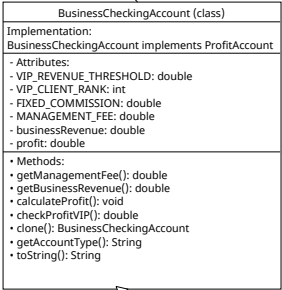 BusinessCheckingAccount (class)
Implementation:
BusinessCheckingAccount implements ProfitAccount
- Attributes:
- VIP_REVENUE_THRESHOLD: double
- VIP_CLIENT_RANK: int
- FIXED_COMMISSION: double
- MANAGEMENT_FEE: double
- businessRevenue: double
- profit: double
• Methods:
• getManagementFee(): double
• getBusinessRevenue(): double
• calculateProfit(): void
• checkProfitVIP(): double
• clone(): BusinessCheckingAccount
• getAccountType(): String
• toString(): String